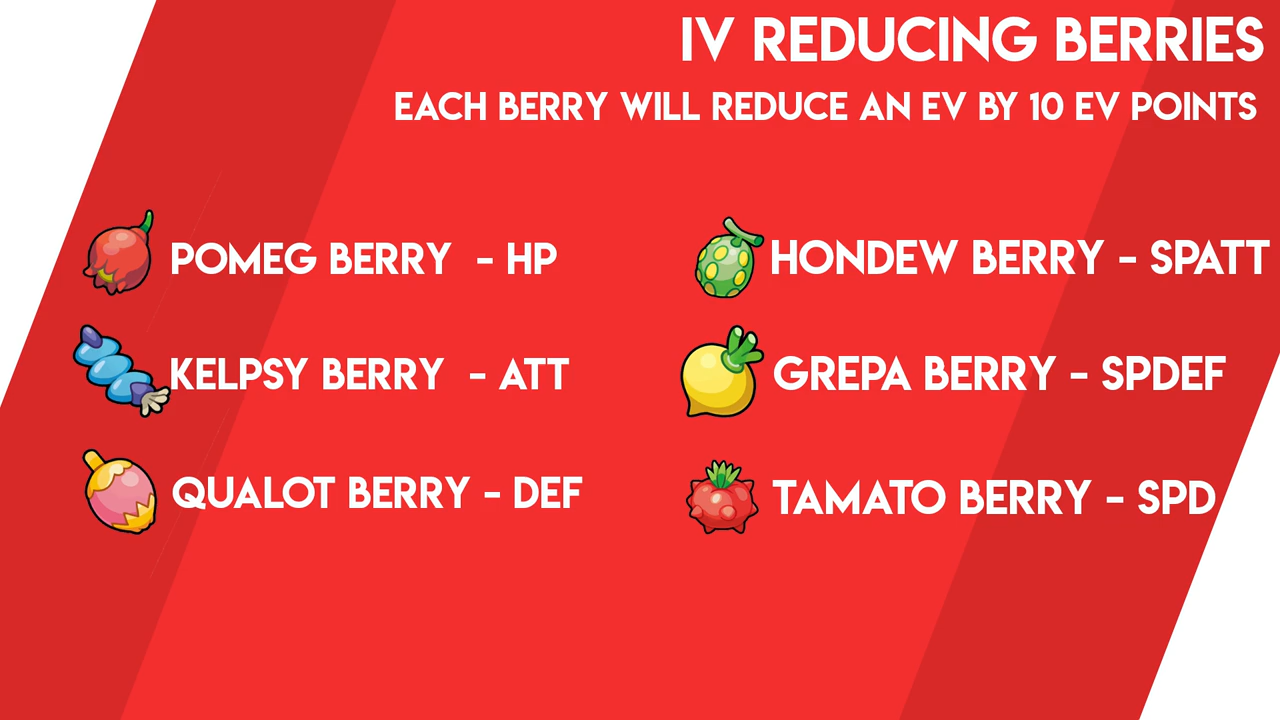 IV REDUCING BERRIES
EACH BERRY WILL REDUCE AN EV BY 10 EV POINTS
POMEG BERRY - HP
KELPSY BERRY - ATT
QUALOT BERRY - DEF
HONDEW BERRY - SPATT
GREPA BERRY - SPDEF
TAMATO BERRY - SPD